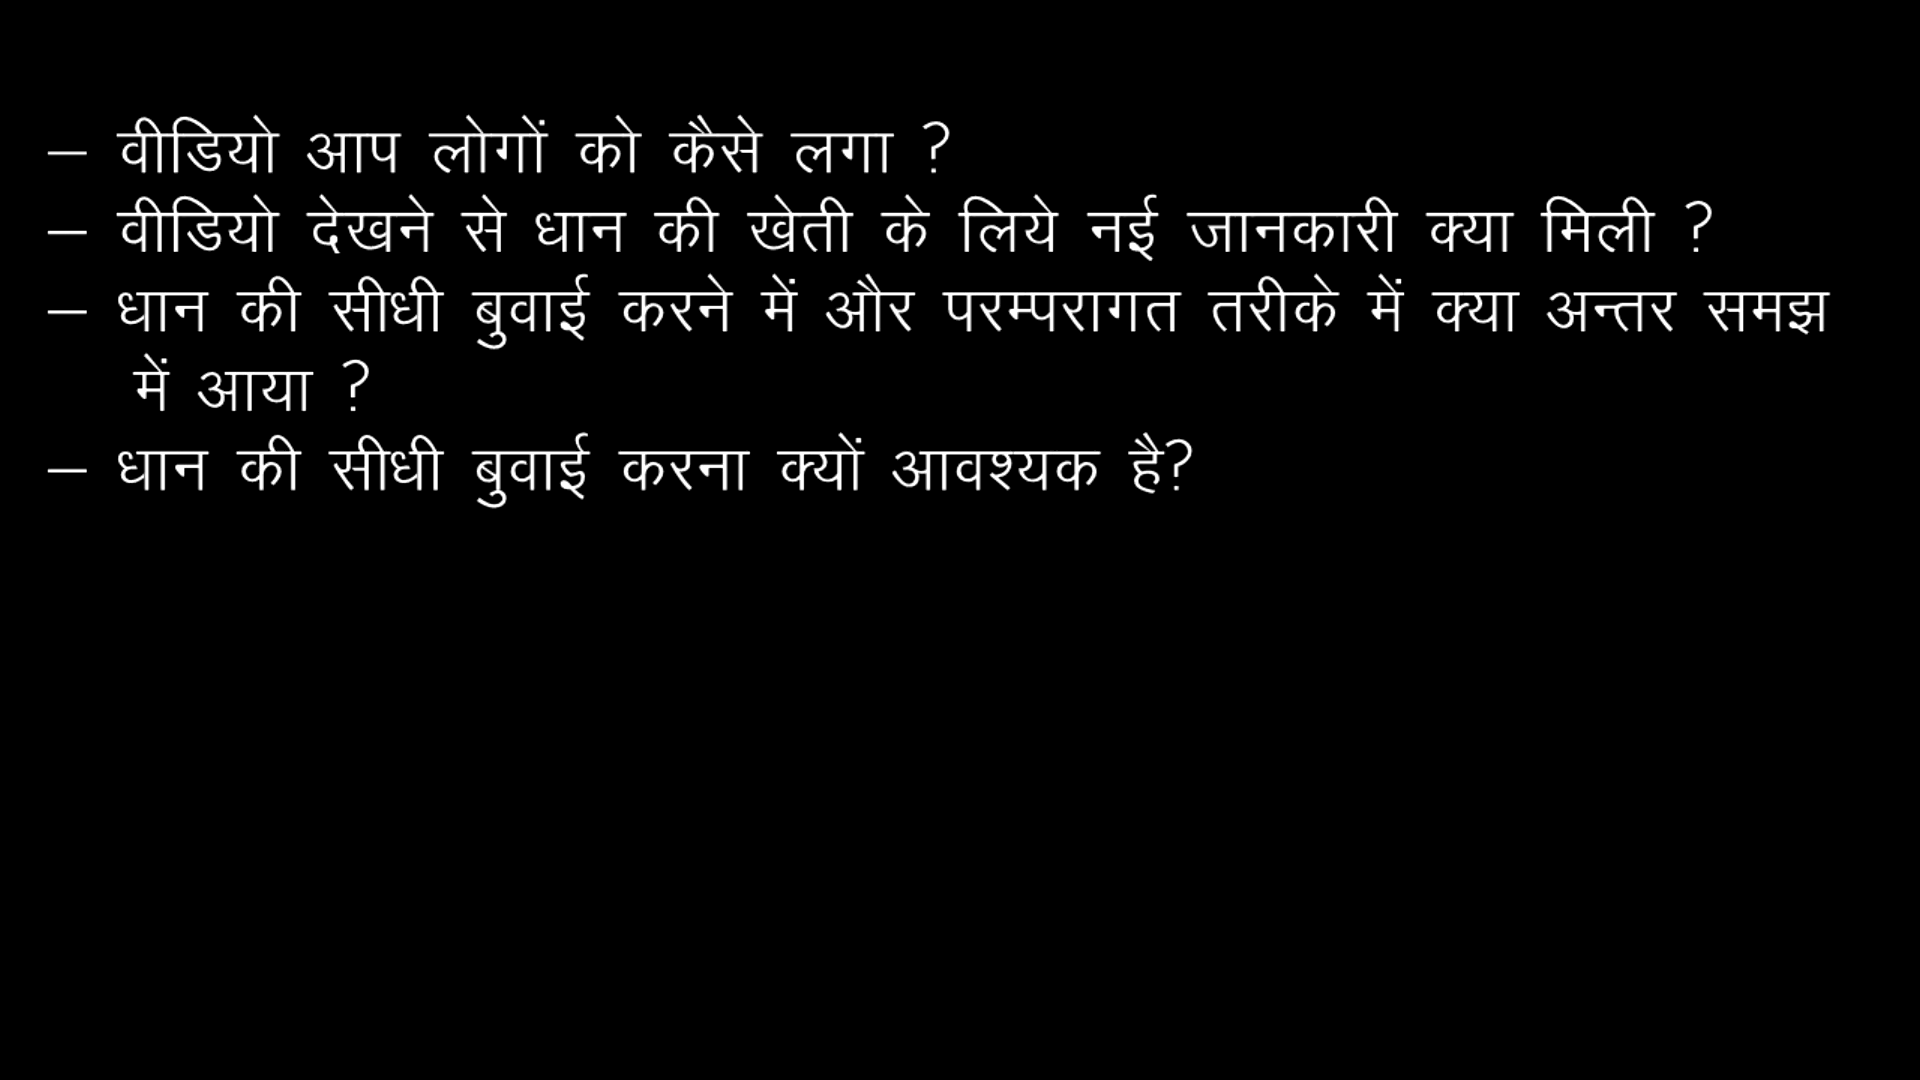 – वीडियो आप लोगों को कैसे लगा ?
– वीडियो देखने से धान की खेती के लिये नई जानकारी क्या मिली ?
– धान की सीधी बुवाई करने में और परम्परागत तरीके में क्या अन्तर समझ
में आया ?
– धान की सीधी बुवाई करना क्यों आवश्यक है?